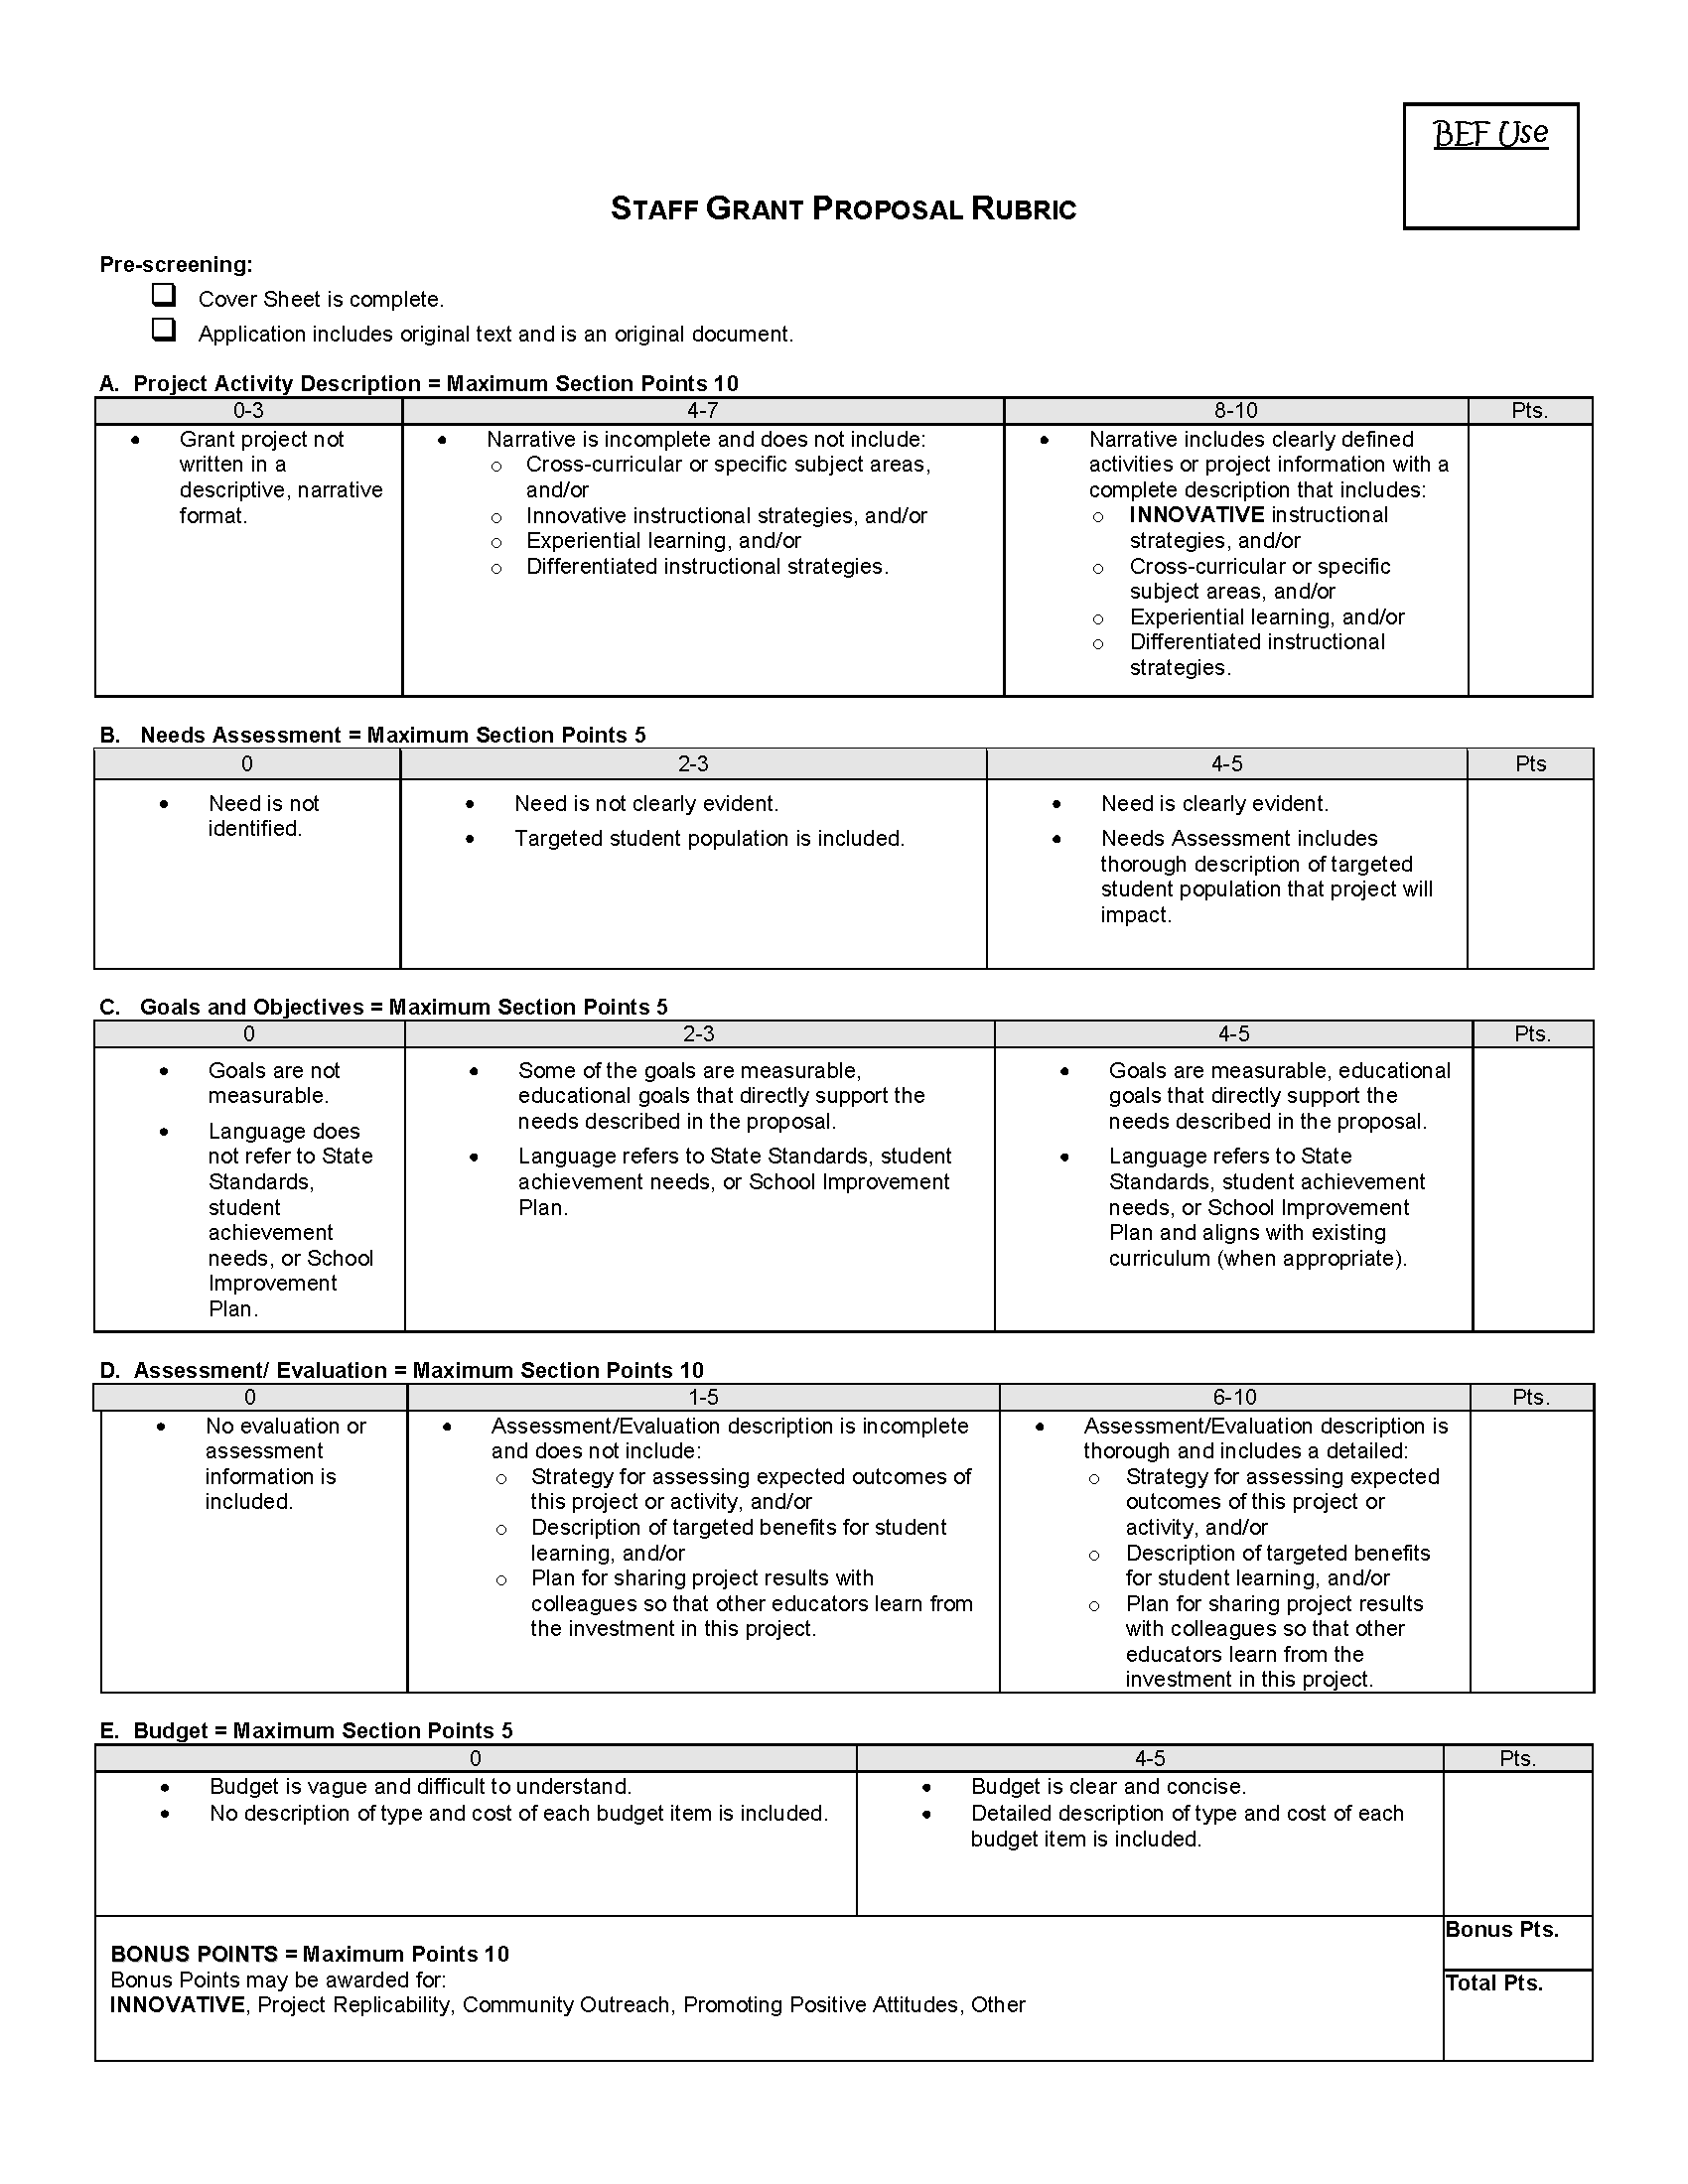 BEF Use
STAFF GRANT PROPOSAL RUBRIC
Pre-screening:
❑ Cover Sheet is complete.
❑ Application includes original text and is an original document.
A. Project Activity Description = Maximum Section Points 10
0-3 4-7 8-10 Pts.
• Grant project not
written in a
descriptive, narrative
format.
• Narrative is incomplete and does not include:
o Cross-curricular or specific subject areas,
and/or
o Innovative instructional strategies, and/or
o Experiential learning, and/or
o Differentiated instructional strategies.
• Narrative includes clearly defined
activities or project information with a
complete description that includes:
o INNOVATIVE instructional
strategies, and/or
o Cross-curricular or specific
subject areas, and/or
o Experiential learning, and/or
o Differentiated instructional
strategies.
B. Needs Assessment = Maximum Section Points 5
0 2-3 4-5 Pts
• Need is not
identified.
• Need is not clearly evident.
• Targeted student population is included.
• Need is clearly evident.
• Needs Assessment includes
thorough description of targeted
student population that project will
impact.
C. Goals and Objectives = Maximum Section Points 5
0 2-3 4-5 Pts.
• Goals are not
measurable.
• Language does
not refer to State
Standards,
student
achievement
needs, or School
Improvement
Plan.
• Some of the goals are measurable,
educational goals that directly support the
needs described in the proposal.
• Language refers to State Standards, student
achievement needs, or School Improvement
Plan.
• Goals are measurable, educational
goals that directly support the
needs described in the proposal.
• Language refers to State
Standards, student achievement
needs, or School Improvement
Plan and aligns with existing
curriculum (when appropriate).
D. Assessment/ Evaluation = Maximum Section Points 10
0 1-5 6-10 Pts.
• No evaluation or
assessment
information is
included.
• Assessment/Evaluation description is incomplete
and does not include:
o Strategy for assessing expected outcomes of
this project or activity, and/or
o Description of targeted benefits for student
learning, and/or
o Plan for sharing project results with
colleagues so that other educators learn from
the investment in this project.
• Assessment/Evaluation description is
thorough and includes a detailed:
o Strategy for assessing expected
outcomes of this project or
activity, and/or
o Description of targeted benefits
for student learning, and/or
o Plan for sharing project results
with colleagues so that other
educators learn from the
investment in this project.
E. Budget = Maximum Section Points 5
0 4-5 Pts.
• Budget is vague and difficult to understand.
• No description of type and cost of each budget item is included.
• Budget is clear and concise.
• Detailed description of type and cost of each
budget item is included.
BONUS POINTS = Maximum Points 10
Bonus Points may be awarded for:
INNOVATIVE, Project Replicability, Community Outreach, Promoting Positive Attitudes, Other
Bonus Pts.
Total Pts.